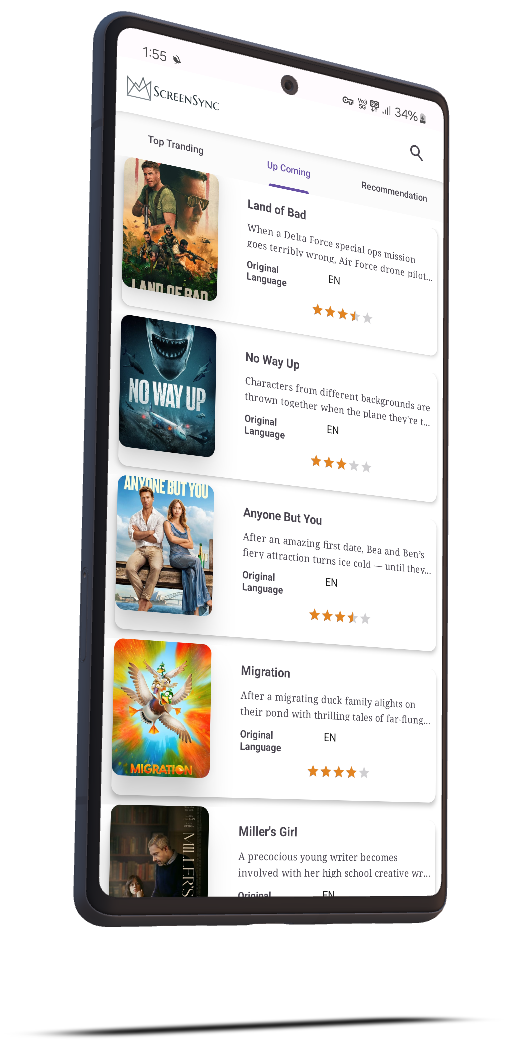 1:55
Vo))
5G
34%
SCREENSYNC
Top Tranding
Up Coming
Recommendation
LAND OF BAD
Land of Bad
When a Delta Force special ops mission
goes terribly wrong, Air Force drone pilot...
Original
Language
EN
NO WAY UP
No Way Up
Characters from different backgrounds are
thrown together when the plane they're t...
Original
Language
EN
ANYONE BUT YOU
Anyone But You
After an amazing first date, Bea and Ben's
fiery attraction turns ice cold — until they...
Original
Language
EN
MIGRATION
Migration
After a migrating duck family alights on
their pond with thrilling tales of far-flung...
Original
Language
EN
MILLER'S
Miller's Girl
A precocious young writer becomes
involved with her high school creative wr...
Original
EN